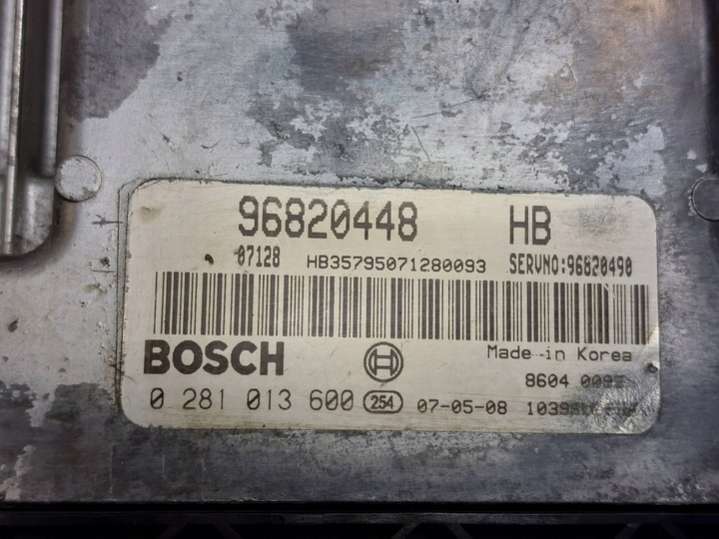 96820448 HB
07128 HB35795071280093 SERVNO:96820490
BOSCH Made in Korea
8604
0 281 013 600 254 07-05-08